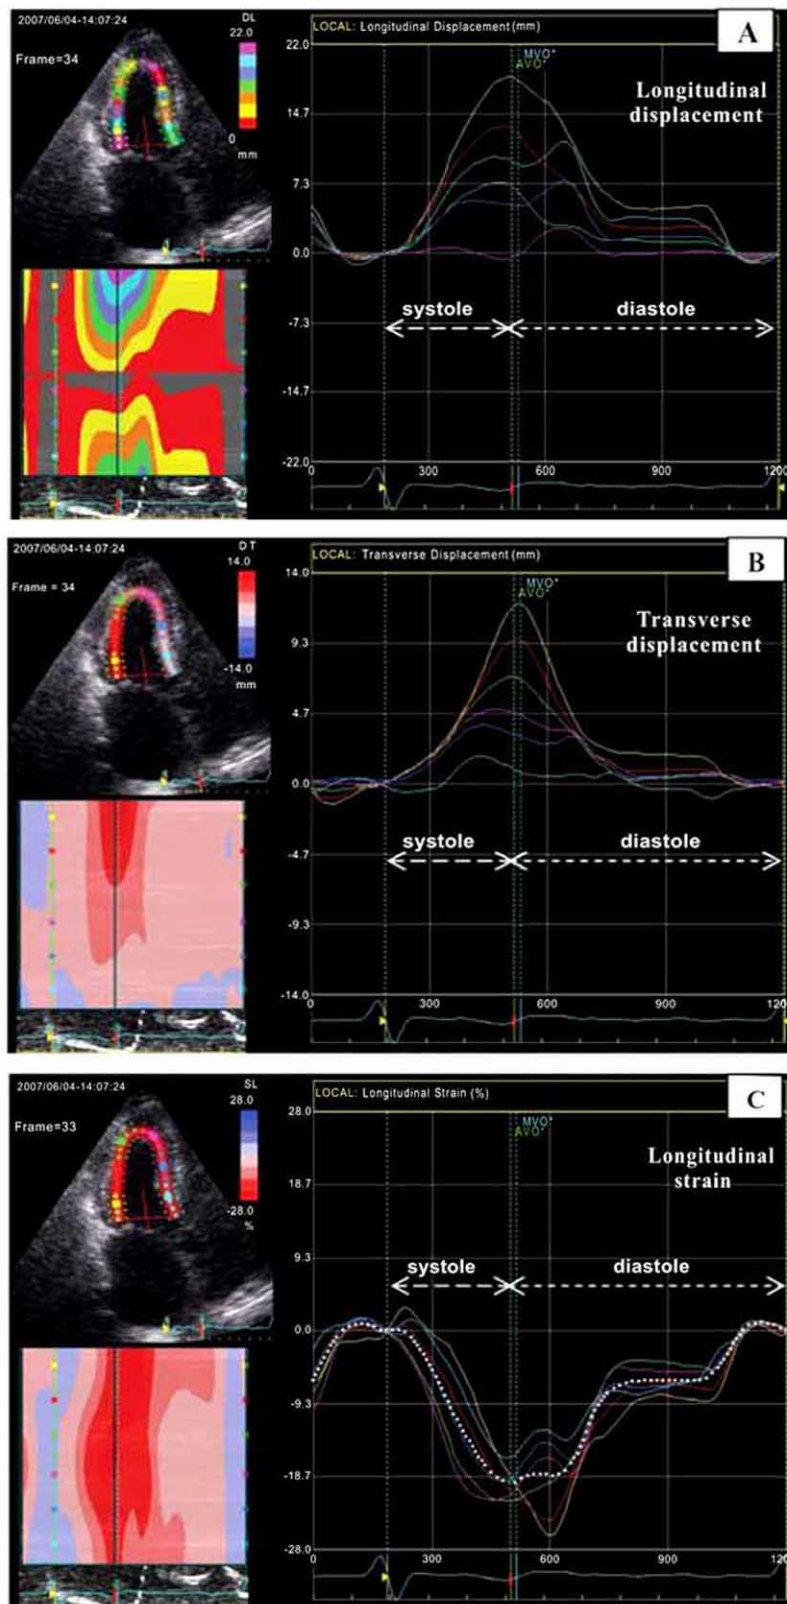 2007/06/04-14:07:24
DL
22.0
Frame=34
0
mm
LOCAL: Longitudinal Displacement (mm)
A
MVO*
AVO*
Longitudinal
displacement
22.0
14.7
7.3
0.0
-7.3
-14.7
-22.0
systole
diastole
0
300
600
900
1200
2007/06/04-14:07:24
DT
14.0
Frame = 34
-14.0
mm
LOCAL: Transverse Displacement (mm)
B
MVO*
AVO*
Transverse
displacement
14.0
9.3
4.7
0.0
-4.7
-9.3
-14.0
systole
diastole
0
300
600
900
120
2007/06/04-14:07:24
SL
28.0
Frame=33
-28.0
%
LOCAL: Longitudinal Strain (%)
C
MVO*
AVO*
Longitudinal
strain
28.0
18.7
9.3
0.0
-9.3
-18.7
-28.0
systole
diastole
0
300
600
900